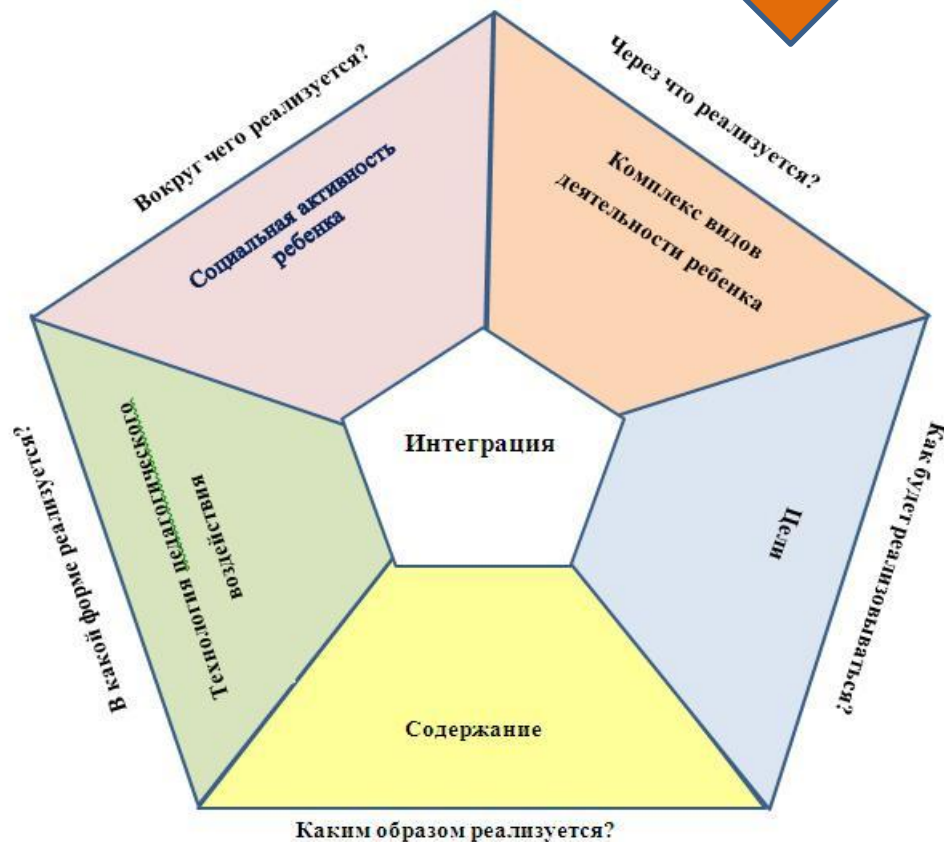 Вокруг чего реализуется?
Через что реализуется?
Социальная активность
ребенка
Комплекс видов
деятельности ребенка
Интеграция
Технология педагогического
воздействия
Цели
В какой форме реализуется?
Как будет реализовываться?
Содержание
Каким образом реализуется?